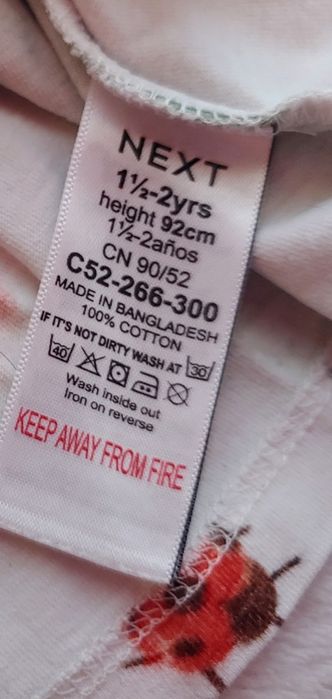 NEXT
1½-2yrs
height 92cm
1½-2años
CN 90/52
C52-266-300
MADE IN BANGLADESH
100% COTTON
IF IT'S NOT DIRTY WASH AT 30
40
Wash inside out
Iron on reverse
KEEP AWAY FROM FIRE